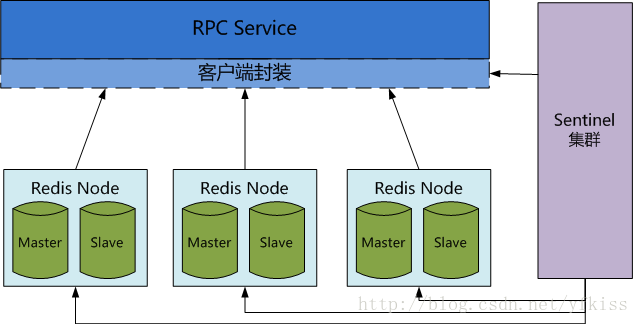 RPC Service
客户端封装
Sentinel
集群
Redis Node
Master
Slave
Redis Node
Master
Slave
Redis Node
Master
Slave
http://blog.csdn.net/yfkiss